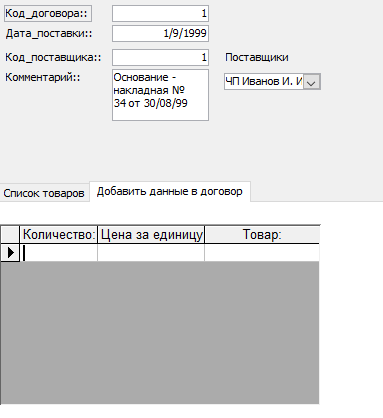 Код_договора:: 1
Дата_поставки:: 1/9/1999
Код_поставщика:: 1 Поставщики
Комментарий:: Основание - ЧП Иванов И. И
накладная №
34 от 30/08/99
Список товаров Добавить данные в договор
Количество: Цена за единицу Товар: